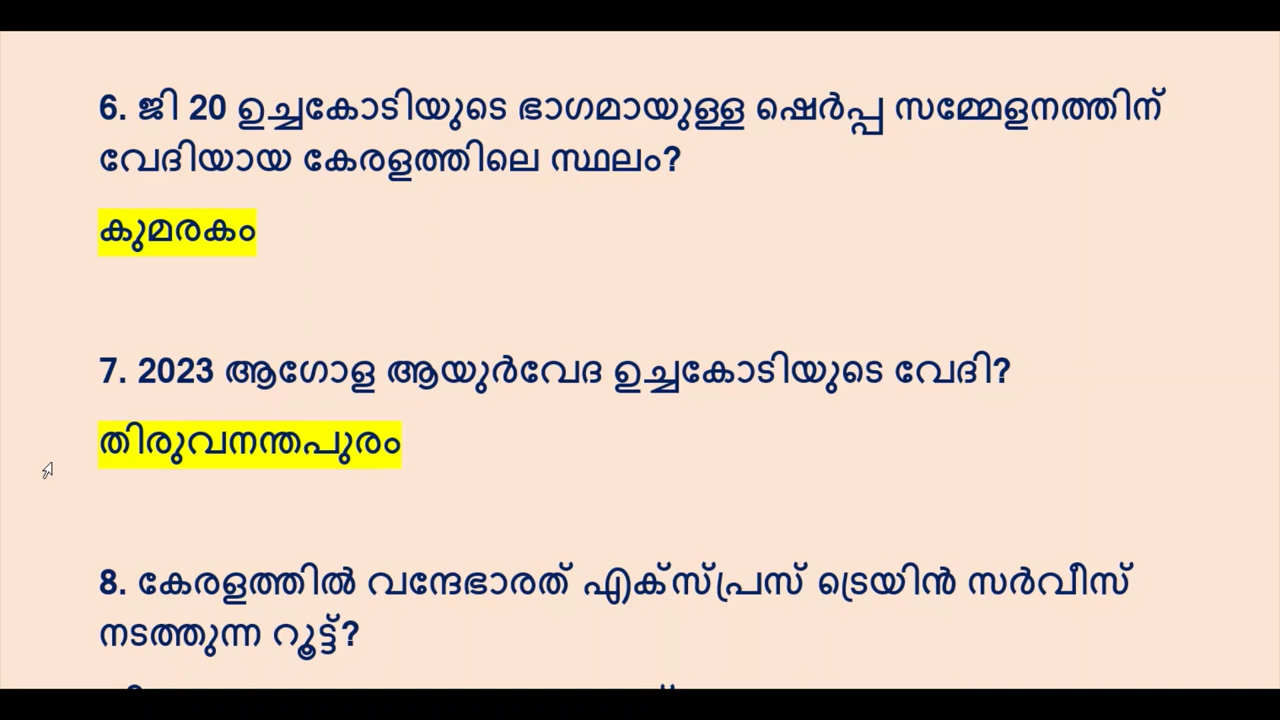 6. ജി 20 ഉച്ചകോടിയുടെ ഭാഗമായുള്ള ഷെർപ്പ സമ്മേളനത്തിന്
വേദിയായ കേരളത്തിലെ സ്ഥലം?
കുമരകം
7. 2023 ആഗോള ആയുർവേദ ഉച്ചകോടിയുടെ വേദി?
തിരുവനന്തപുരം
8. കേരളത്തിൽ വന്ദേഭാരത് എക്സ്പ്രസ് ട്രെയിൻ സർവീസ്
നടത്തുന്ന റൂട്ട്?